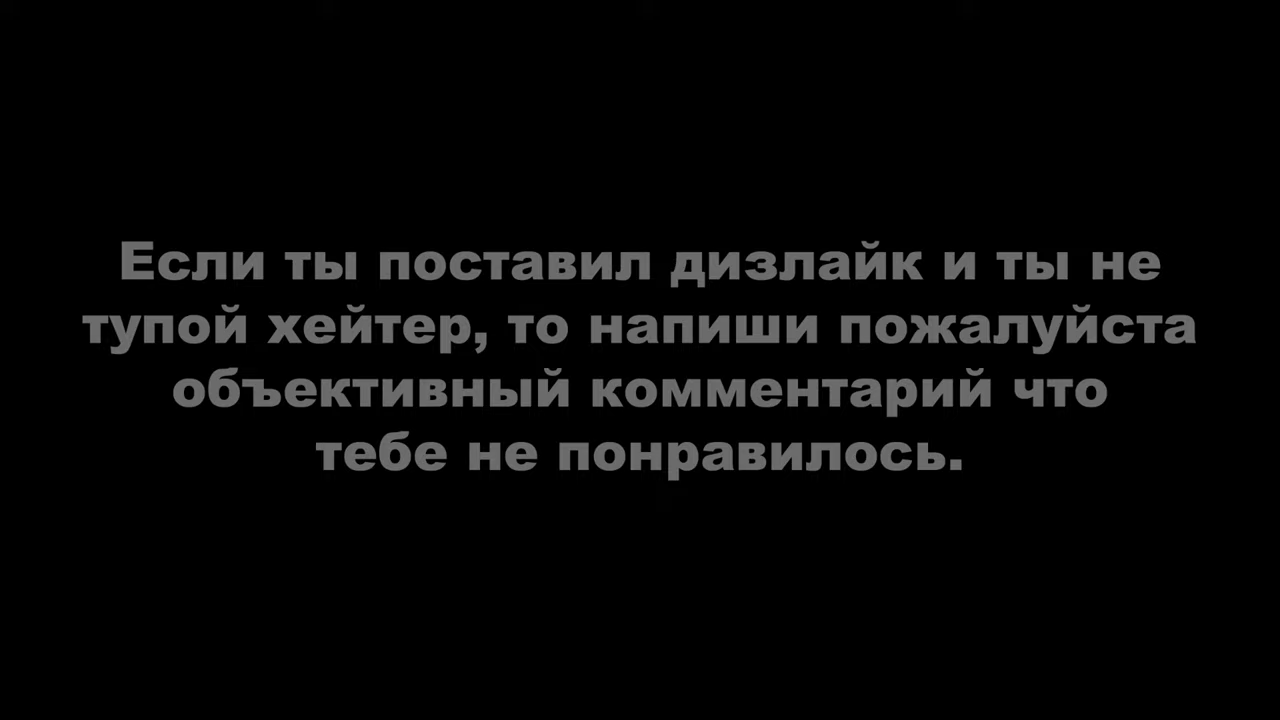 Если ты поставил дизлайк и ты не
тупой хейтер, то напиши пожалуйста
объективный комментарий что
тебе не понравилось.